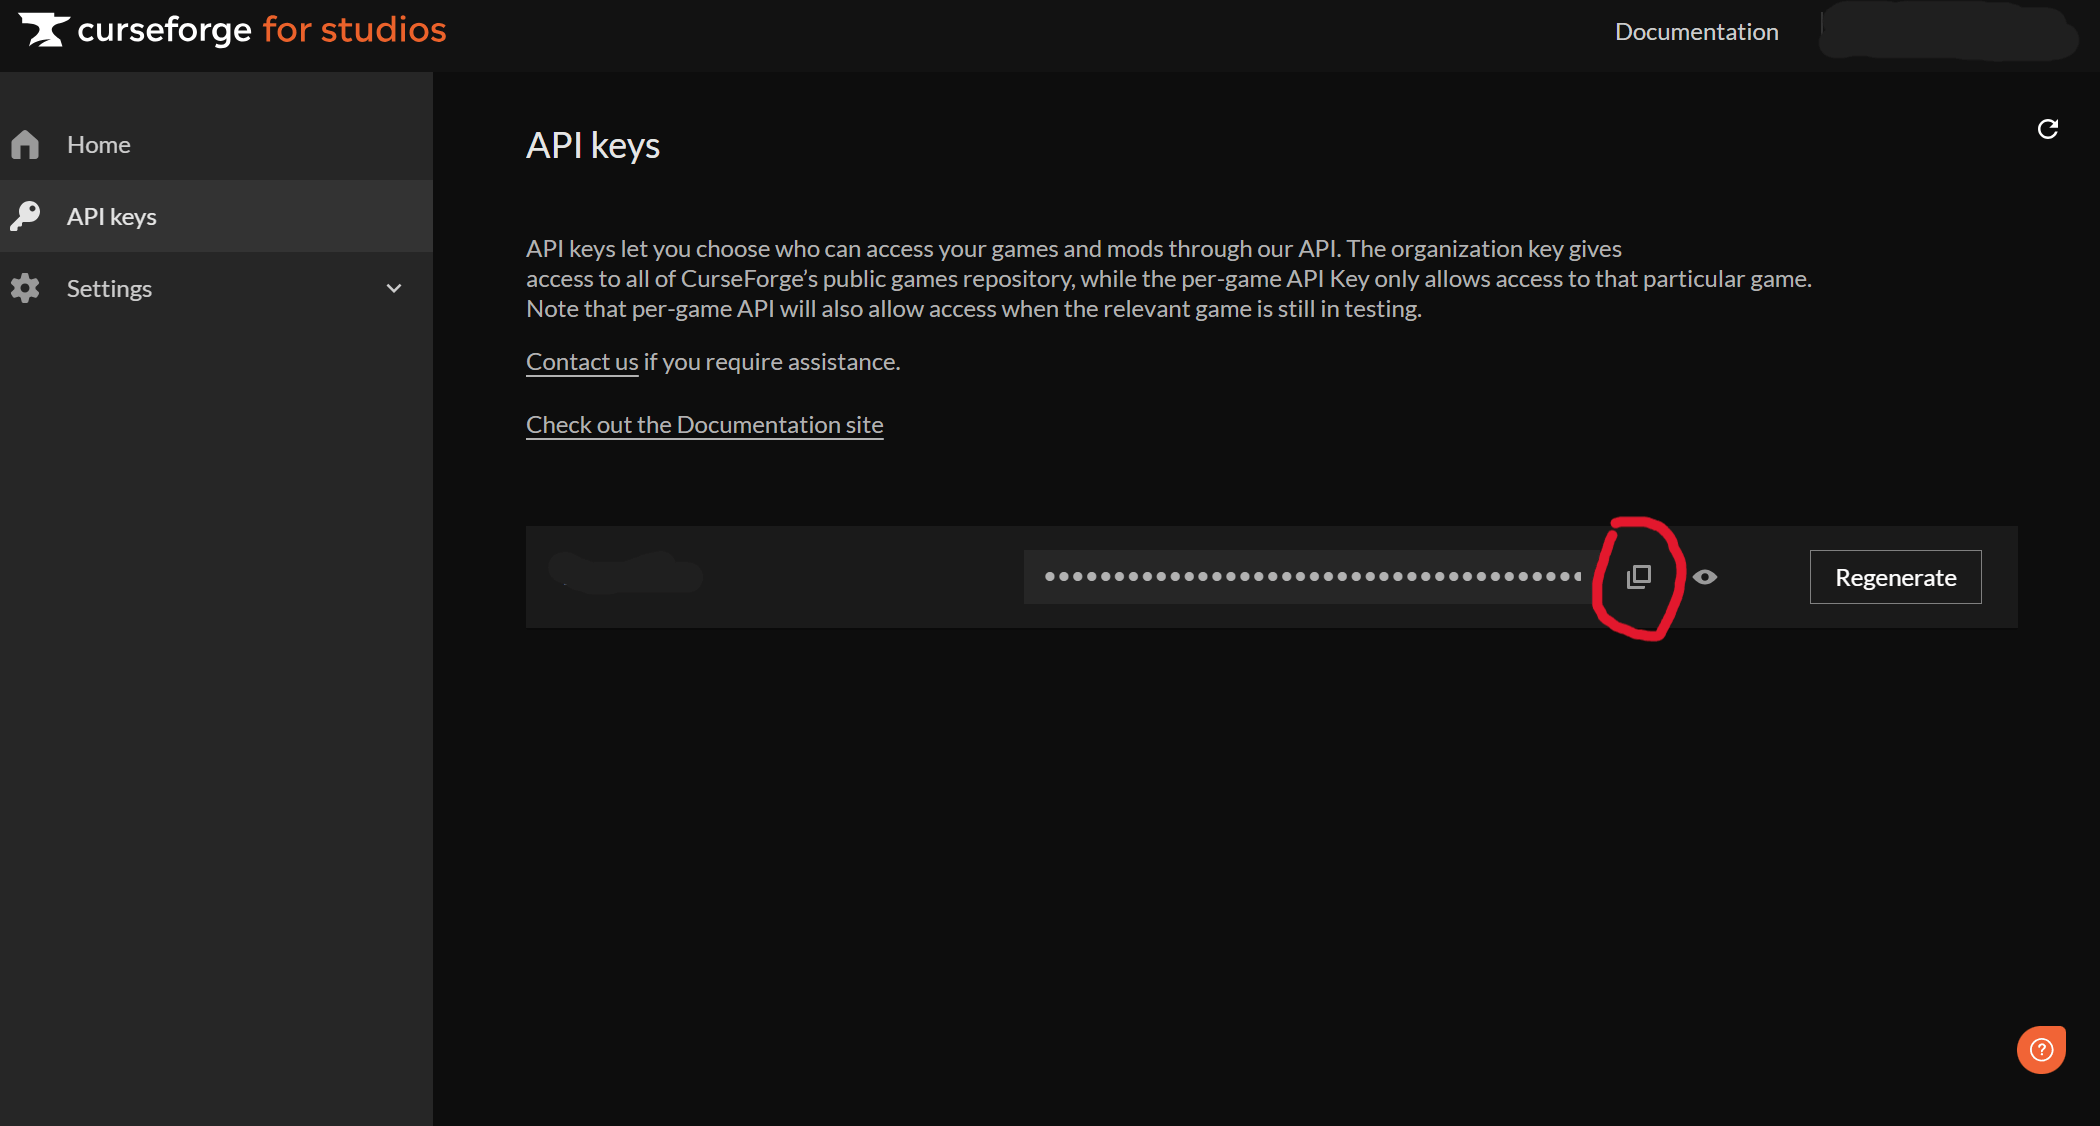 curseforge for studios
Documentation
Home
API keys
Settings
API keys
API keys let you choose who can access your games and mods through our API. The organization key gives
access to all of CurseForge’s public games repository, while the per-game API Key only allows access to that particular game.
Note that per-game API will also allow access when the relevant game is still in testing.
Contact us if you require assistance.
Check out the Documentation site
Regenerate